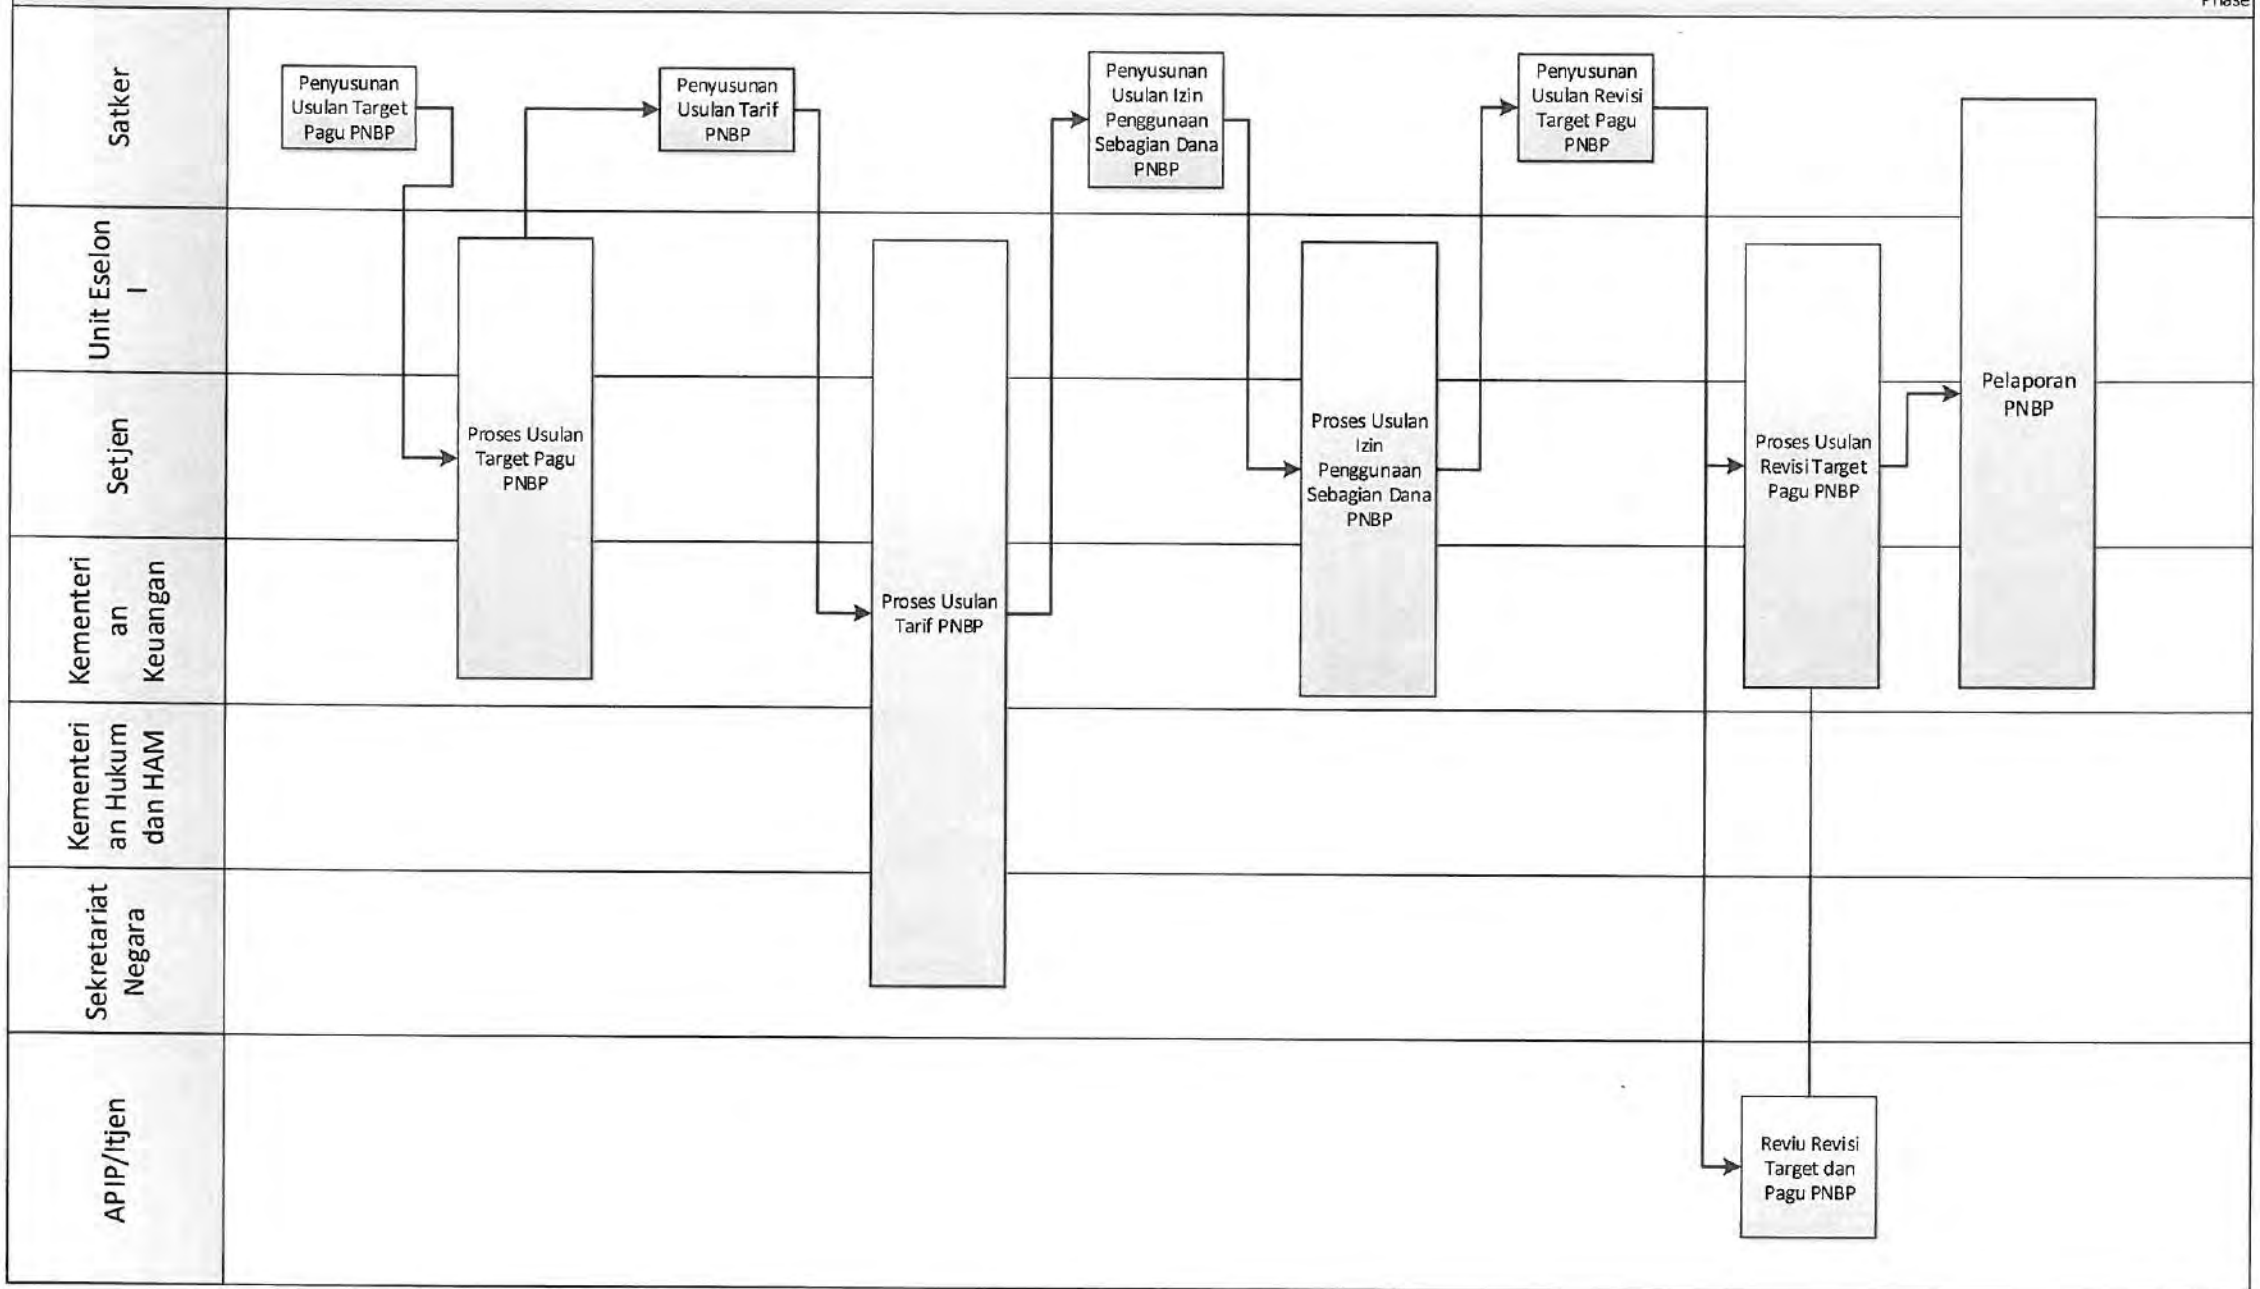 Phase
Satker
Penyusunan
Usulan Target
Pagu PNBP
Penyusunan
Usulan Tarif
PNBP
Penyusunan
Usulan Izin
Penggunaan
Sebagian Dana
PNBP
Penyusunan
Usulan Revisi
Target Pagu
PNBP
Unit Eselon
I
Setjen
Proses Usulan
Target Pagu
PNBP
Proses Usulan
Izin
Penggunaan
Sebagian Dana
PNBP
Proses Usulan
Revisi Target
Pagu PNBP
Pelaporan
PNBP
Kementeri
an
Keuangan
Proses Usulan
Tarif PNBP
Kementeri
an Hukum
dan HAM
Sekretariat
Negara
APIP/Itjen
Reviu Revisi
Target dan
Pagu PNBP